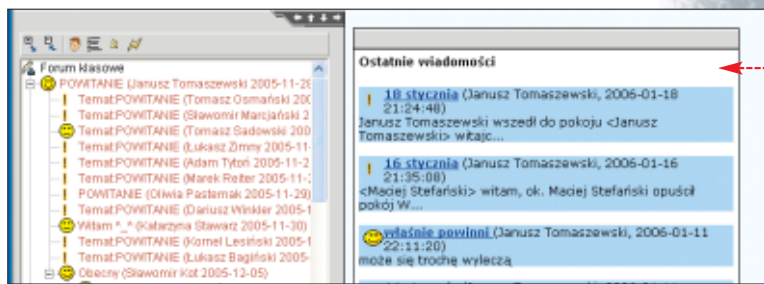 Forum klasowe
POWITANIE (Janusz Tomaszewski 2005-11-28
Temat:POWITANIE (Tomasz Osmański 200
Temat:POWITANIE (Sławomir Marcjański 2
Temat:POWITANIE (Tomasz Sadowski 200
Temat:POWITANIE (Łukasz Zimny 2005-11-
Temat:POWITANIE (Adam Tytoń 2005-11-2
Temat:POWITANIE (Marek Reiter 2005-11-
POWITANIE (Oliwia Pasternak 2005-11-29)
Temat:POWITANIE (Dariusz Winkler 2005-1
Witam ^_^ (Katarzyna Stawarz 2005-11-30)
Temat:POWITANIE (Kornel Lesiński 2005-1
Temat:POWITANIE (Łukasz Bagiński 2005-
Obecny (Sławomir Kot 2005-12-05)
Ostatnie wiadomości
18 stycznia (Janusz Tomaszewski, 2006-01-18
21:24:48)
Janusz Tomaszewski wszedł do pokoju <Janusz
Tomaszewski> witajc...
16 stycznia (Janusz Tomaszewski, 2006-01-16
21:35:08)
<Maciej Stefański> witam, ok. Maciej Stefański opuścił
pokój W...
właśnie powinni (Janusz Tomaszewski, 2006-01-11
22:11:20)
może się trochę wyleczą